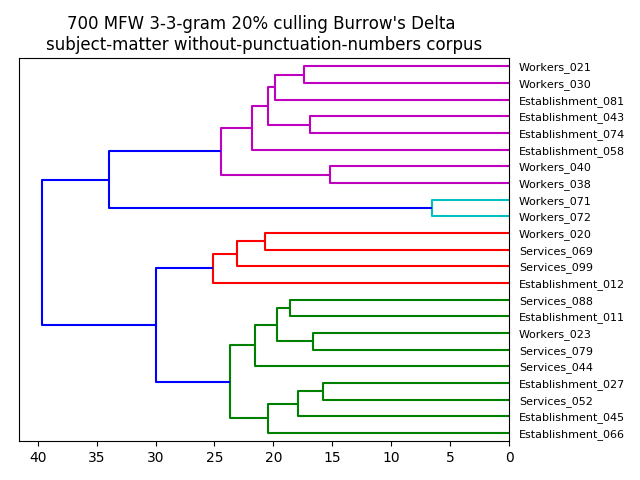 700 MFW 3-3-gram 20% culling Burrow's Delta
subject-matter without-punctuation-numbers corpus
Workers_021
Workers_030
Establishment_081
Establishment_043
Establishment_074
Establishment_058
Workers_040
Workers_038
Workers_071
Workers_072
Workers_020
Services_069
Services_099
Establishment_012
Services_088
Establishment_011
Workers_023
Services_079
Services_044
Establishment_027
Services_052
Establishment_045
Establishment_066
40 35 30 25 20 15 10 5 0